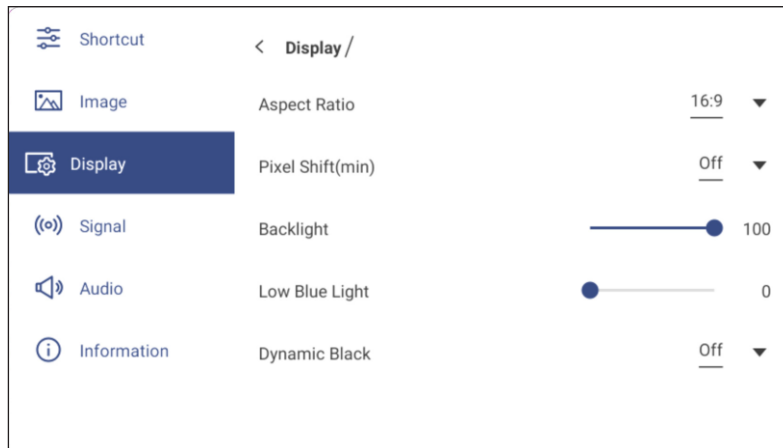 Shortcut
Image
Display
Signal
Audio
Information
< Display /
Aspect Ratio 16:9
Pixel Shift(min) Off
Backlight 100
Low Blue Light 0
Dynamic Black Off